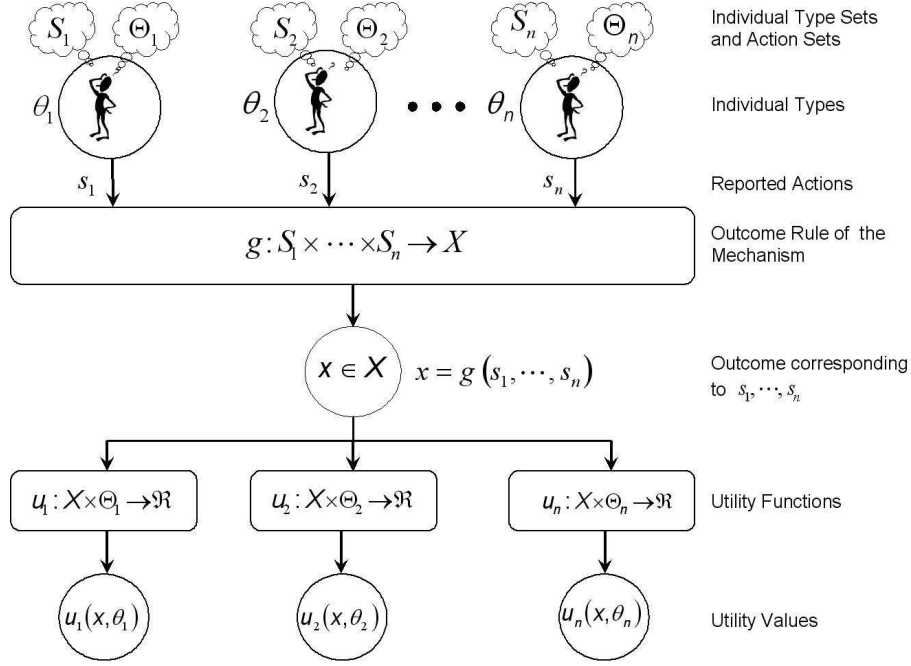 S₁ Θ₁ S₂ Θ₂ Sₙ Θₙ Individual Type Sets
and Action Sets
? ? ?
θ₁ θ₂ • • • θₙ Individual Types
s₁ s₂ sₙ Reported Actions
g : S₁ × ⋯ × Sₙ → X Outcome Rule of the
Mechanism
x ∈ X x = g (s₁, ⋯, sₙ) Outcome corresponding
to s₁, ⋯, sₙ
u₁ : X×Θ₁ → ℜ u₂ : X×Θ₂ → ℜ uₙ : X×Θₙ → ℜ Utility Functions
u₁(x,θ₁) u₂(x,θ₂) uₙ(x,θₙ) Utility Values